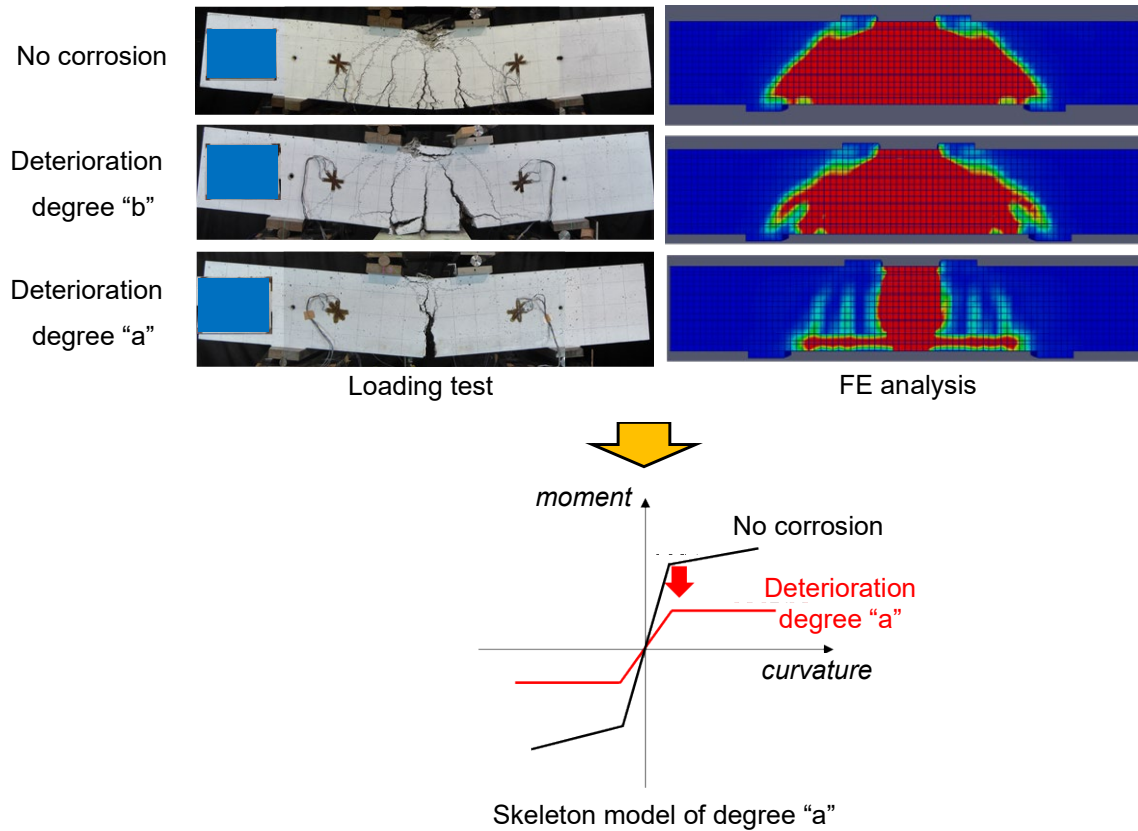 No corrosion
Deterioration
degree “b”
Deterioration
degree “a”
Loading test
FE analysis
moment
No corrosion
Deterioration
degree “a”
curvature
Skeleton model of degree “a”